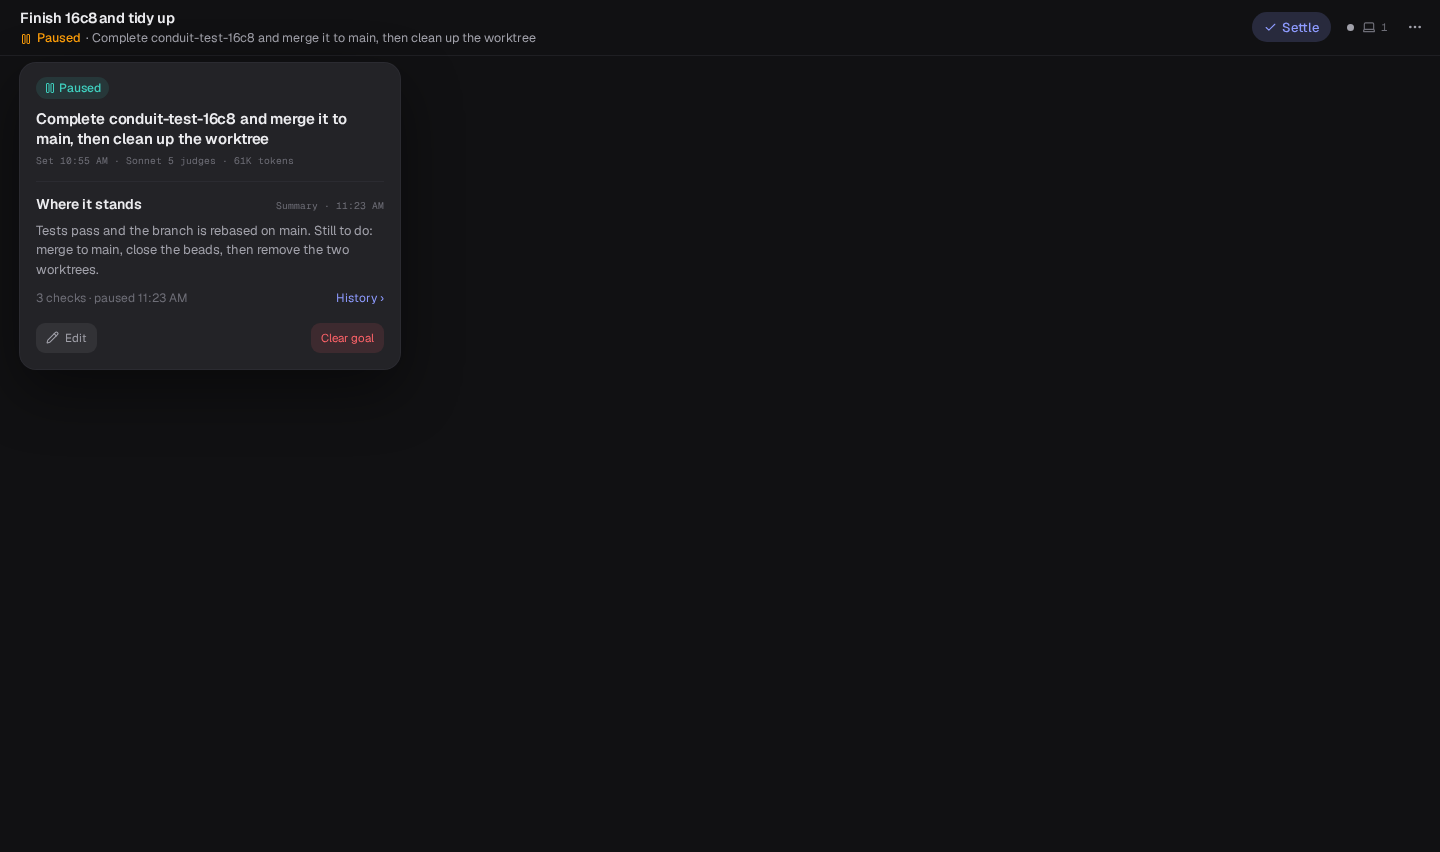 Finish 16c8 and tidy up
Paused · Complete conduit-test-16c8 and merge it to main, then clean up the worktree
Settle
1
Paused
Complete conduit-test-16c8 and merge it to
main, then clean up the worktree
Set 10:55 AM · Sonnet 5 judges · 61K tokens
Where it stands
Summary · 11:23 AM
Tests pass and the branch is rebased on main. Still to do:
merge to main, close the beads, then remove the two
worktrees.
3 checks · paused 11:23 AM
History ›
Edit
Clear goal